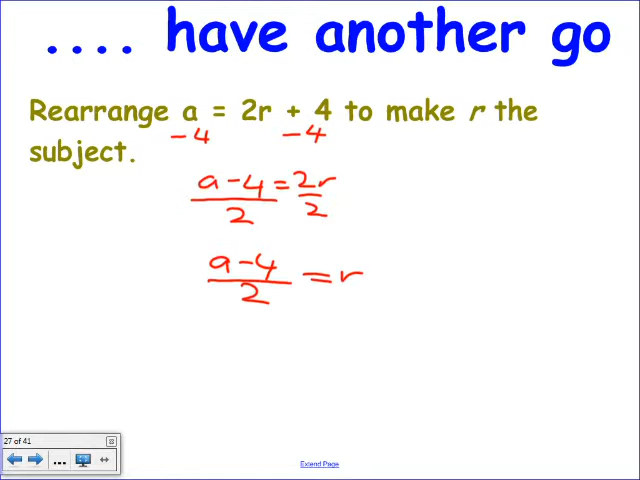 .... have another go
Rearrange a = 2r + 4 to make r the
-4 -4
subject.
a-4 = 2r
2 2
a-4 = r
2
27 of 41
...
Extend Page